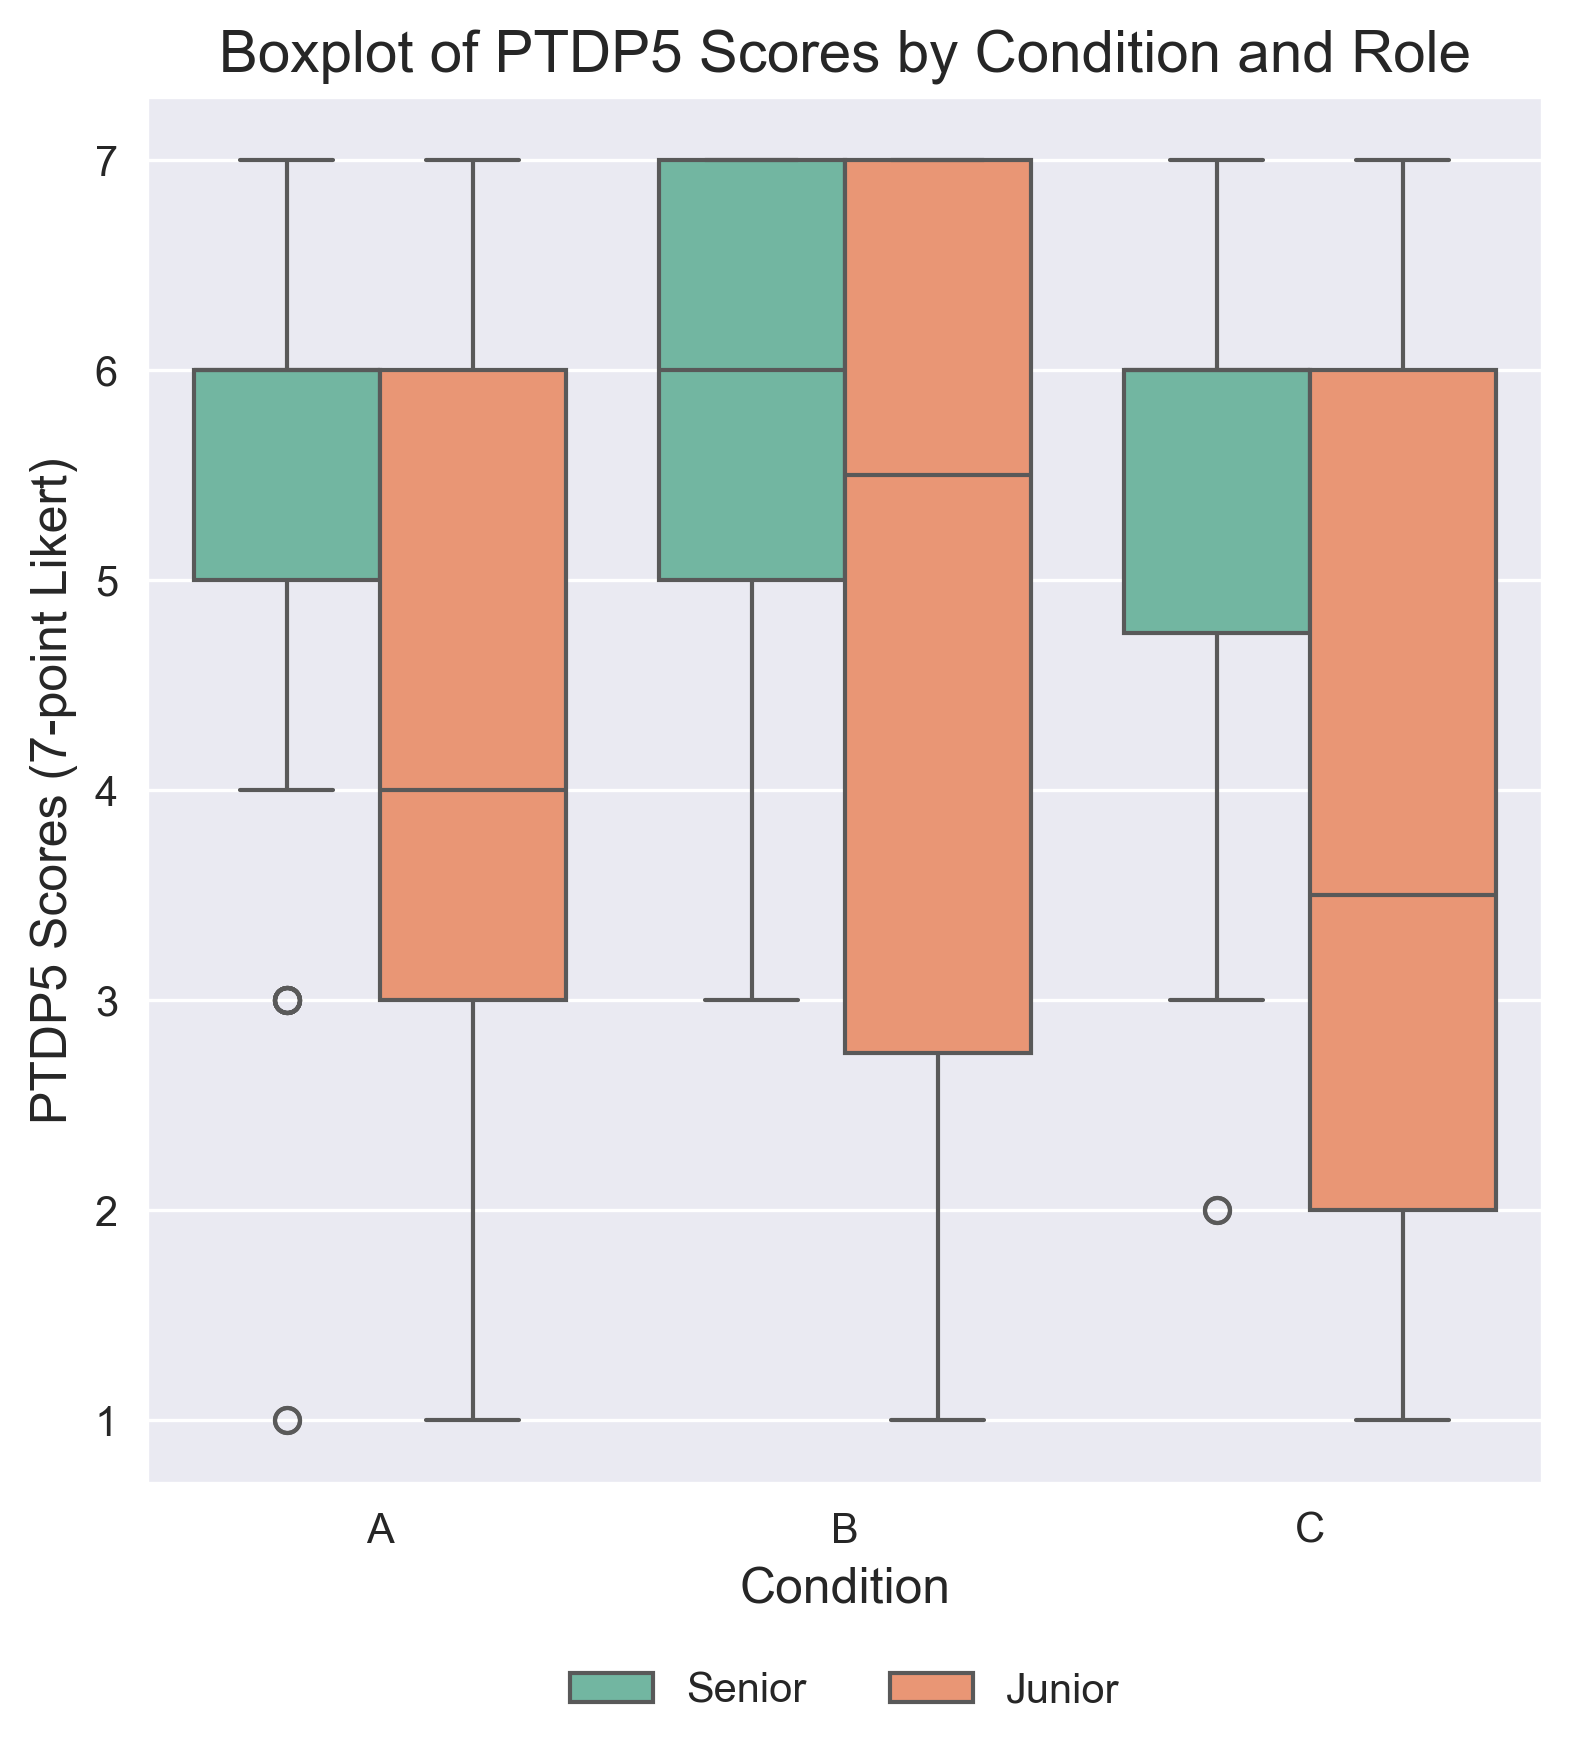 Boxplot of PTDP5 Scores by Condition and Role
PTDP5 Scores (7-point Likert)
7
6
5
4
3
2
1
A B C
Condition
Senior Junior